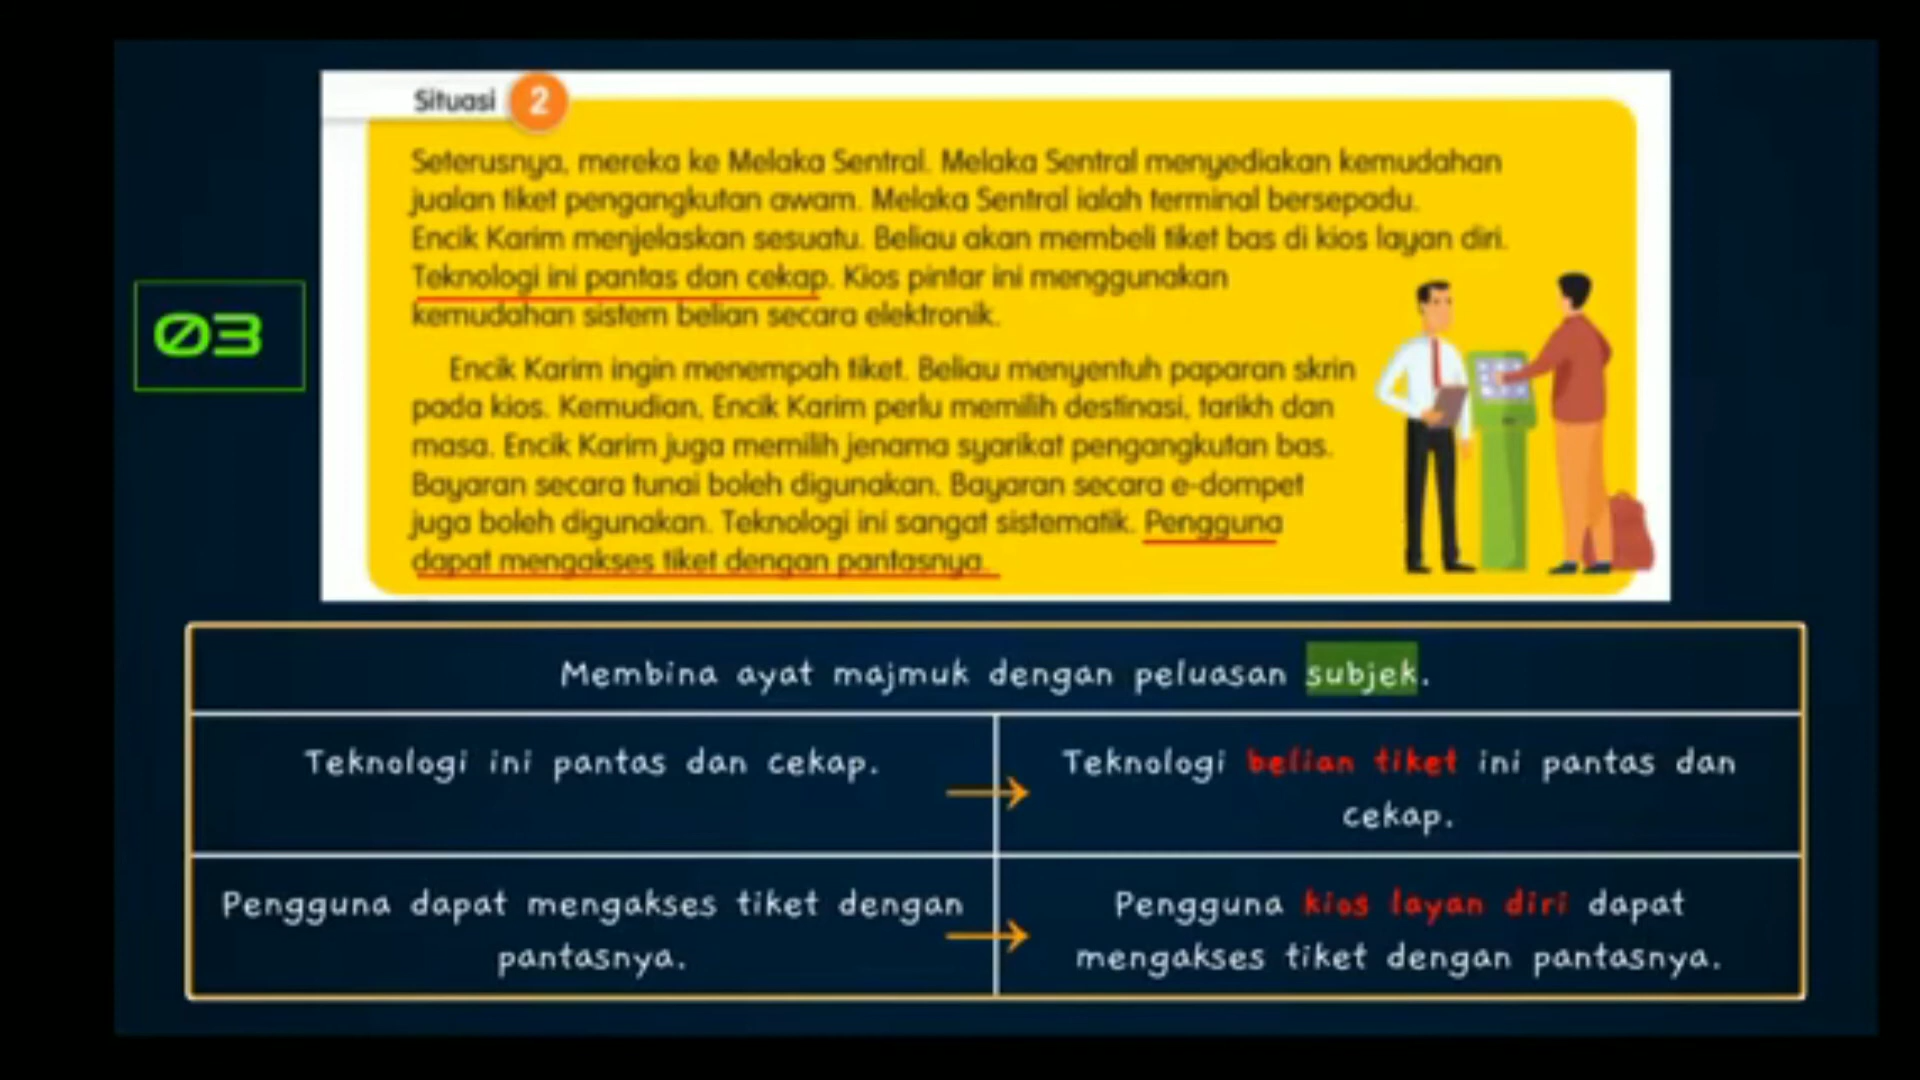 Situasi 2
Seterusnya, mereka ke Melaka Sentral. Melaka Sentral menyediakan kemudahan
jualan tiket pengangkutan awam. Melaka Sentral ialah terminal bersepadu.
Encik Karim menjelaskan sesuatu. Beliau akan membeli tiket bas di kios layan diri.
Teknologi ini pantas dan cekap. Kios pintar ini menggunakan
kemudahan sistem belian secara elektronik.
Encik Karim ingin menempah tiket. Beliau menyentuh paparan skrin
pada kios. Kemudian, Encik Karim perlu memilih destinasi, tarikh dan
masa. Encik Karim juga memilih jenama syarikat pengangkutan bas.
Bayaran secara tunai boleh digunakan. Bayaran secara e-dompet
juga boleh digunakan. Teknologi ini sangat sistematik. Pengguna
dapat mengakses tiket dengan pantasnya.
03
Membina ayat majmuk dengan peluasan subjek.
Teknologi ini pantas dan cekap.
Teknologi belian tiket ini pantas dan
cekap.
Pengguna dapat mengakses tiket dengan
pantasnya.
Pengguna kios layan diri dapat
mengakses tiket dengan pantasnya.